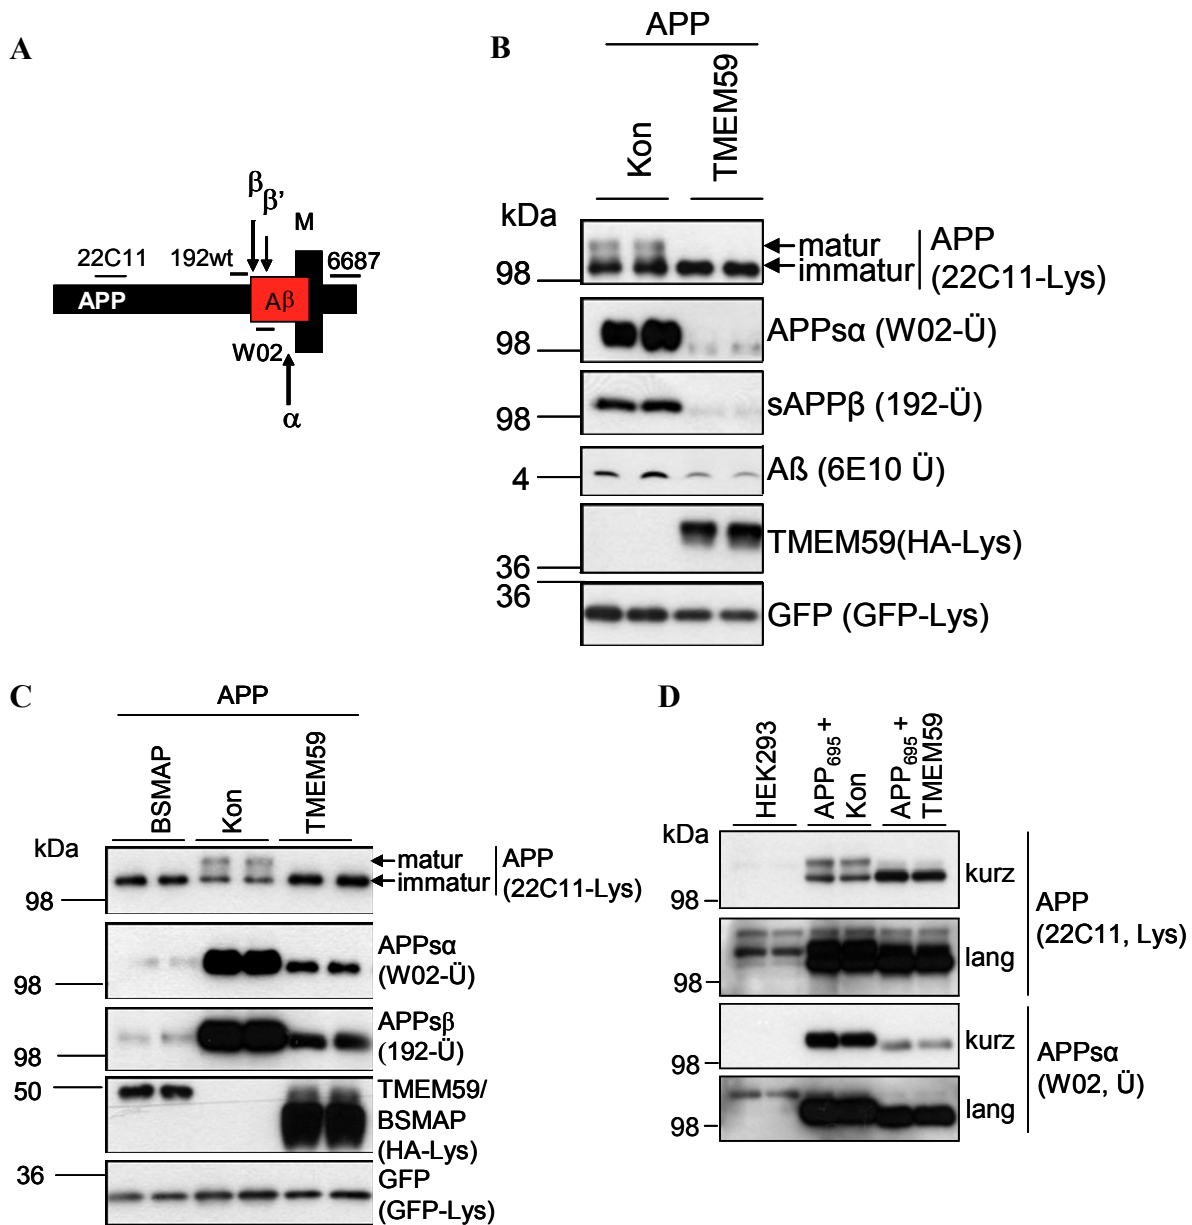 A
β
β'
M
22C11
192wt
6687
APP
Aβ
W02
α
B
APP
Kon
TMEM59
kDa
98
matur
immatur
APP
(22C11-Lys)
98
APPsα (W02-Ü)
98
sAPPβ (192-Ü)
4
Aß (6E10 Ü)
36
TMEM59(HA-Lys)
36
GFP (GFP-Lys)
C
APP
BSMAP
Kon
TMEM59
kDa
98
matur
immatur
APP
(22C11-Lys)
98
APPsα
(W02-Ü)
98
APPsβ
(192-Ü)
50
TMEM59/
BSMAP
(HA-Lys)
36
GFP
(GFP-Lys)
D
HEK293
APP695 +
Kon
APP695 +
TMEM59
kDa
98
kurz
98
lang
APP
(22C11, Lys)
98
kurz
98
lang
APPsα
(W02, Ü)